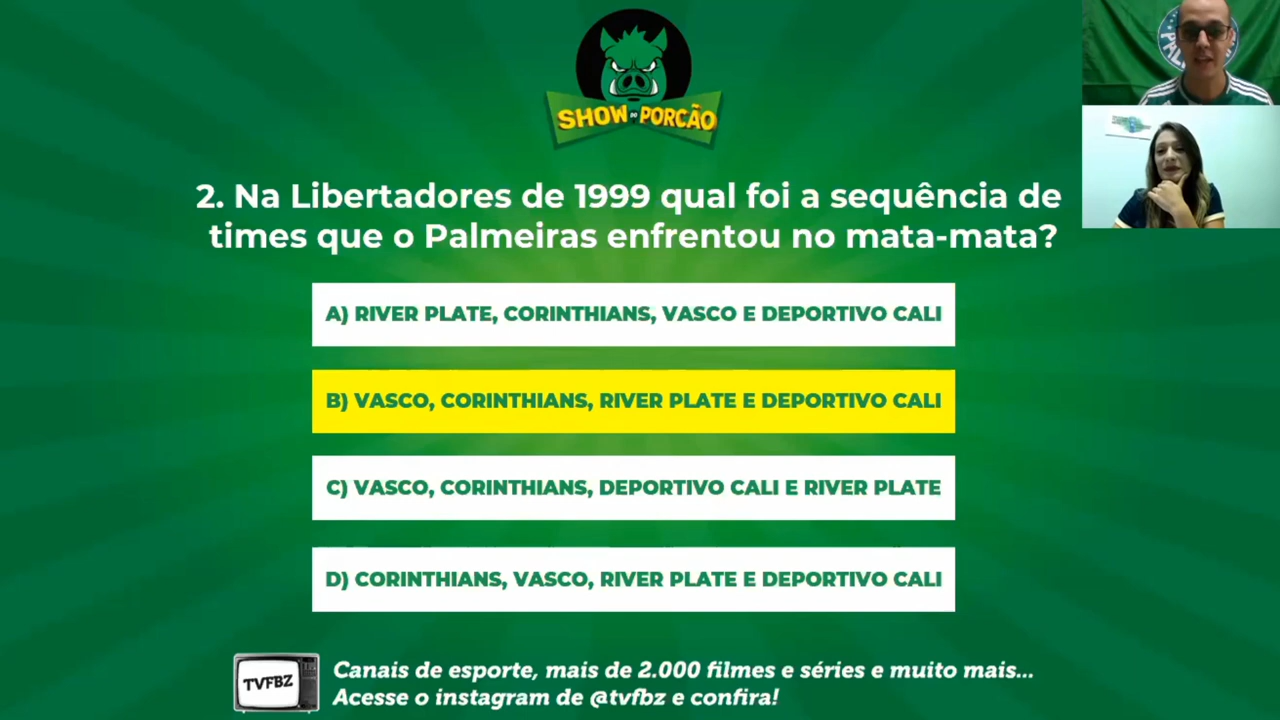 SHOW DO PORCÃO
2. Na Libertadores de 1999 qual foi a sequência de
times que o Palmeiras enfrentou no mata-mata?
A) RIVER PLATE, CORINTHIANS, VASCO E DEPORTIVO CALI
B) VASCO, CORINTHIANS, RIVER PLATE E DEPORTIVO CALI
C) VASCO, CORINTHIANS, DEPORTIVO CALI E RIVER PLATE
D) CORINTHIANS, VASCO, RIVER PLATE E DEPORTIVO CALI
TVFBZ
Canais de esporte, mais de 2.000 filmes e séries e muito mais...
Acesse o instagram de @tvfbz e confira!